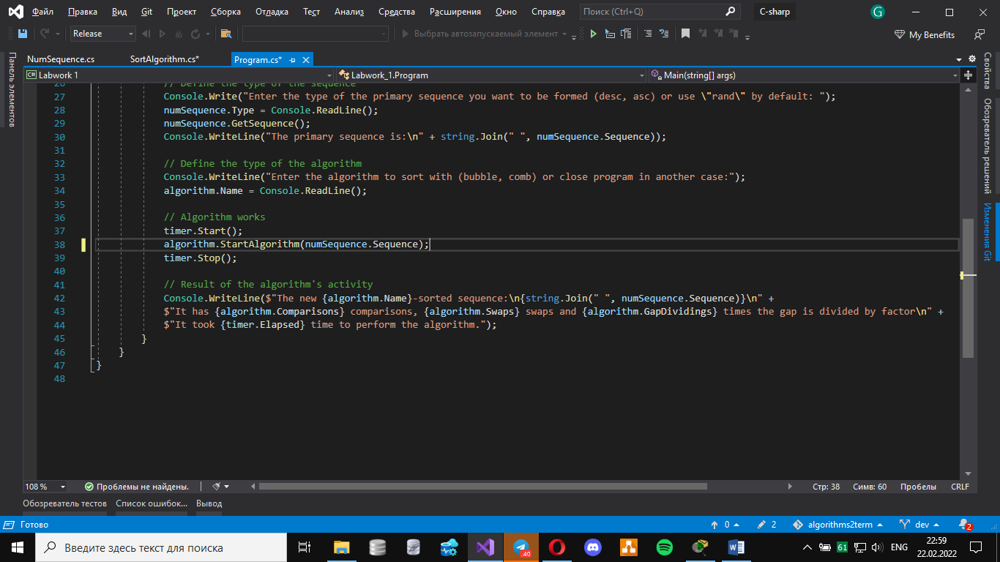 Файл Правка Вид Git Проект Сборка Отладка Тест Анализ Средства Расширения Окно Справка Поиск (Ctrl+Q) C-sharp G
Release Выбрать автозапускаемый элемент My Benefits
NumSequence.cs SortAlgorithm.cs* Program.cs*
C# Labwork 1 Labwork_1.Program Main(string[] args)
Панель элементов
Свойства
Обозреватель решений
Изменения Git
26 // Define the type of the sequence
27 Console.Write("Enter the type of the primary sequence you want to be formed (desc, asc) or use \"rand\" by default: ");
28 numSequence.Type = Console.ReadLine();
29 numSequence.GetSequence();
30 Console.WriteLine("The primary sequence is:\n" + string.Join(" ", numSequence.Sequence));
31
32 // Define the type of the algorithm
33 Console.WriteLine("Enter the algorithm to sort with (bubble, comb) or close program in another case:");
34 algorithm.Name = Console.ReadLine();
35
36 // Algorithm works
37 timer.Start();
38 algorithm.StartAlgorithm(numSequence.Sequence);
39 timer.Stop();
40
41 // Result of the algorithm's activity
42 Console.WriteLine($"The new {algorithm.Name}-sorted sequence:\n{string.Join(" ", numSequence.Sequence)}\n" +
43 $"It has {algorithm.Comparisons} comparisons, {algorithm.Swaps} swaps and {algorithm.GapDividings} times the gap is divided by factor\n" +
44 $"It took {timer.Elapsed} time to perform the algorithm.");
45 }
46 }
47 }
48
108 % Проблемы не найдены. Стр: 38 Симв: 60 Пробелы CRLF
Обозреватель тестов Список ошибок... Вывод
Готово 0 2 algorithms2term dev 2
Введите здесь текст для поиска 40 W 61 ENG 22:59
22.02.2022